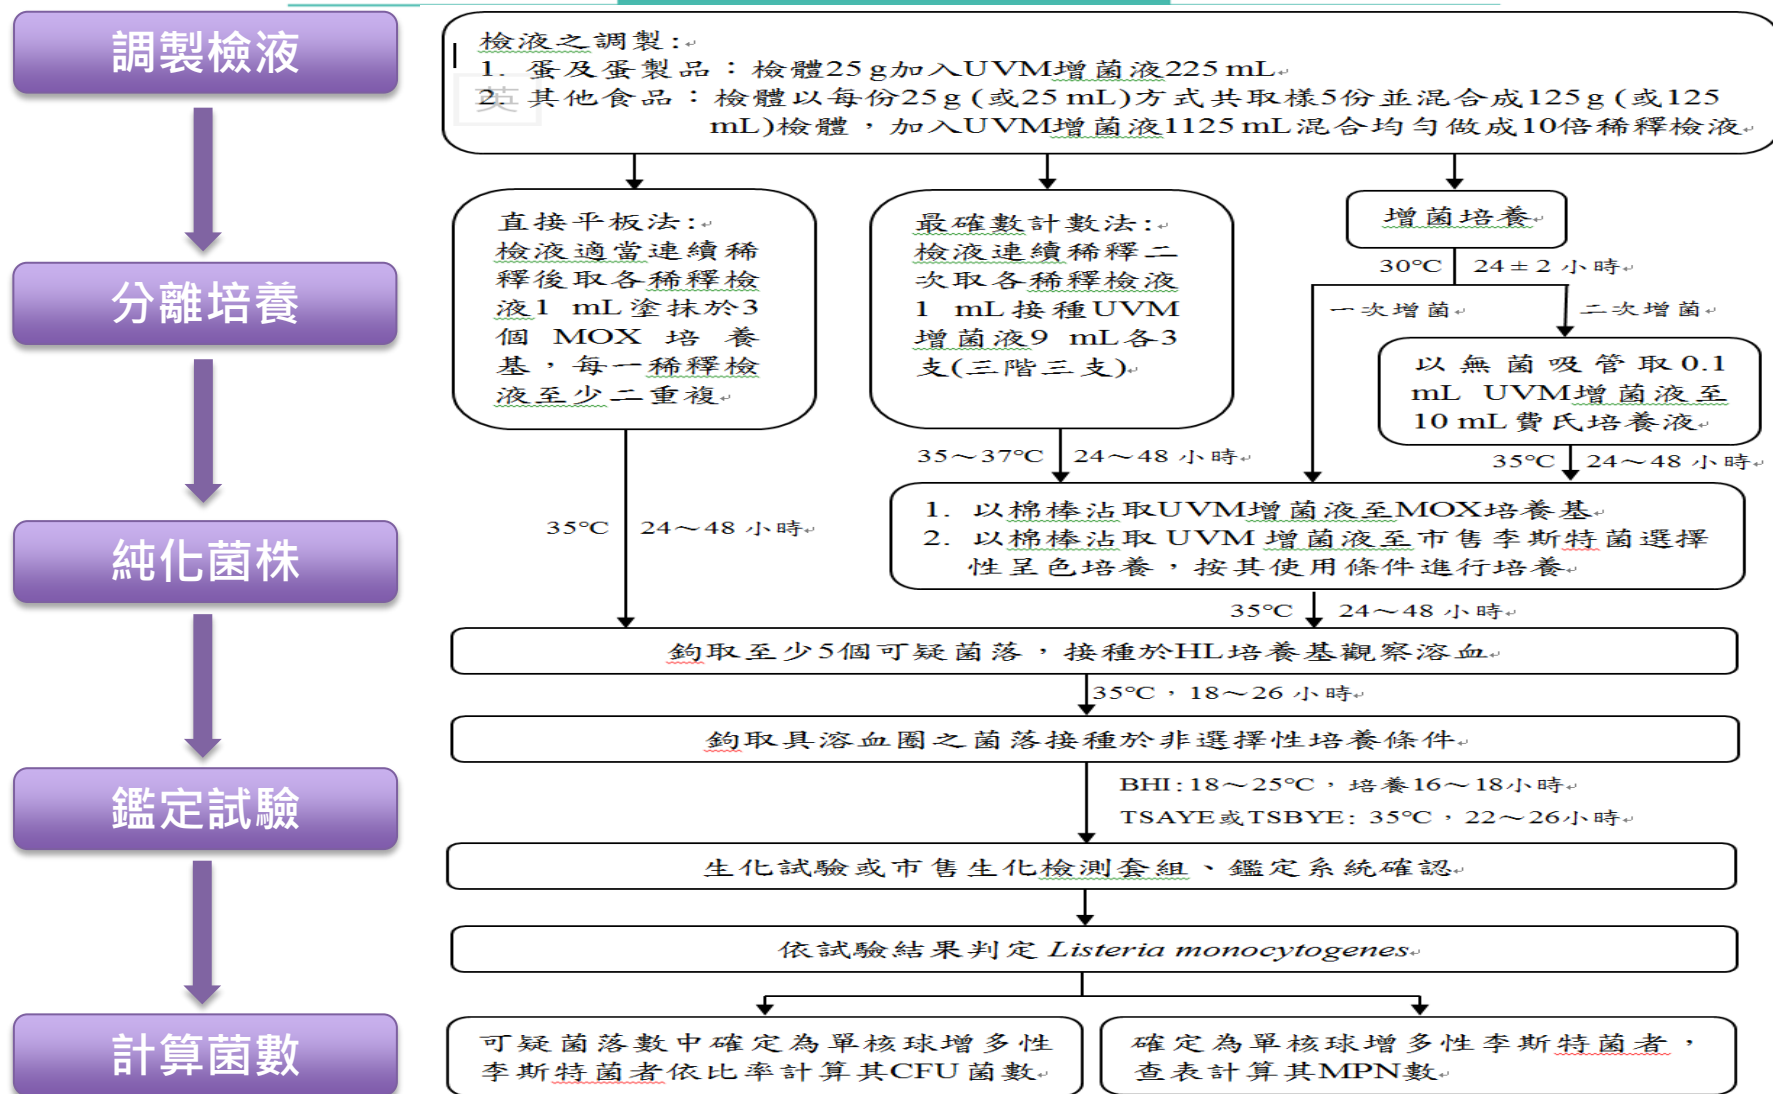 調製檢液
分離培養
純化菌株
鑑定試驗
計算菌數
檢液之調製:
1. 蛋及蛋製品：檢體25 g加入UVM增菌液225 mL
英
2. 其他食品：檢體以每份25 g (或25 mL)方式共取樣5份並混合成125 g (或125
mL)檢體，加入UVM增菌液1125 mL混合均勻做成10倍稀釋檢液
直接平板法:
檢液適當連續稀
釋後取各稀釋檢
液1 mL塗抹於3
個 MOX 培養
基，每一稀釋檢
液至少二重複
最確數計數法:
檢液連續稀釋二
次取各稀釋檢液
1 mL接種UVM
增菌液9 mL各3
支(三階三支)
增菌培養
30℃ 24 ± 2 小時
一次增菌 二次增菌
以無菌吸管取0.1
mL UVM增菌液至
10 mL費氏培養液
35～37℃ 24～48 小時
35℃ 24～48 小時
35℃ 24～48 小時
1. 以棉棒沾取UVM增菌液至MOX培養基
2. 以棉棒沾取 UVM 增菌液至市售李斯特菌選擇
性呈色培養，按其使用條件進行培養
35℃ 24～48 小時
鉤取至少5個可疑菌落，接種於HL培養基觀察溶血
35℃，18～26 小時
鉤取具溶血圈之菌落接種於非選擇性培養條件
BHI: 18～25℃，培養16～18小時
TSAYE或TSBYE: 35℃，22～26小時
生化試驗或市售生化檢測套組、鑑定系統確認
依試驗結果判定 Listeria monocytogenes
可疑菌落數中確定為單核球增多性
李斯特菌者依比率計算其CFU菌數
確定為單核球增多性李斯特菌者，
查表計算其MPN數